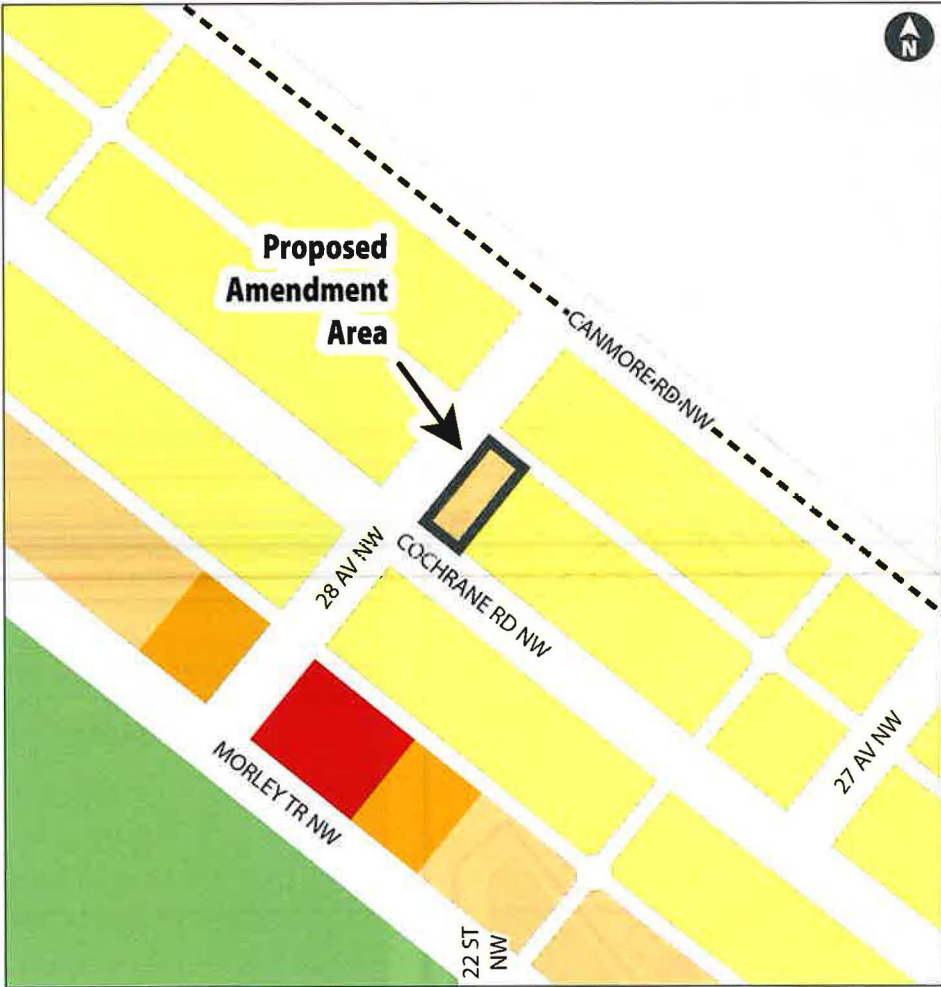 N
Proposed
Amendment
Area
CANMORE RD NW
28 AV NW
COCHRANE RD NW
27 AV NW
MORLEY TR NW
22 ST
NW